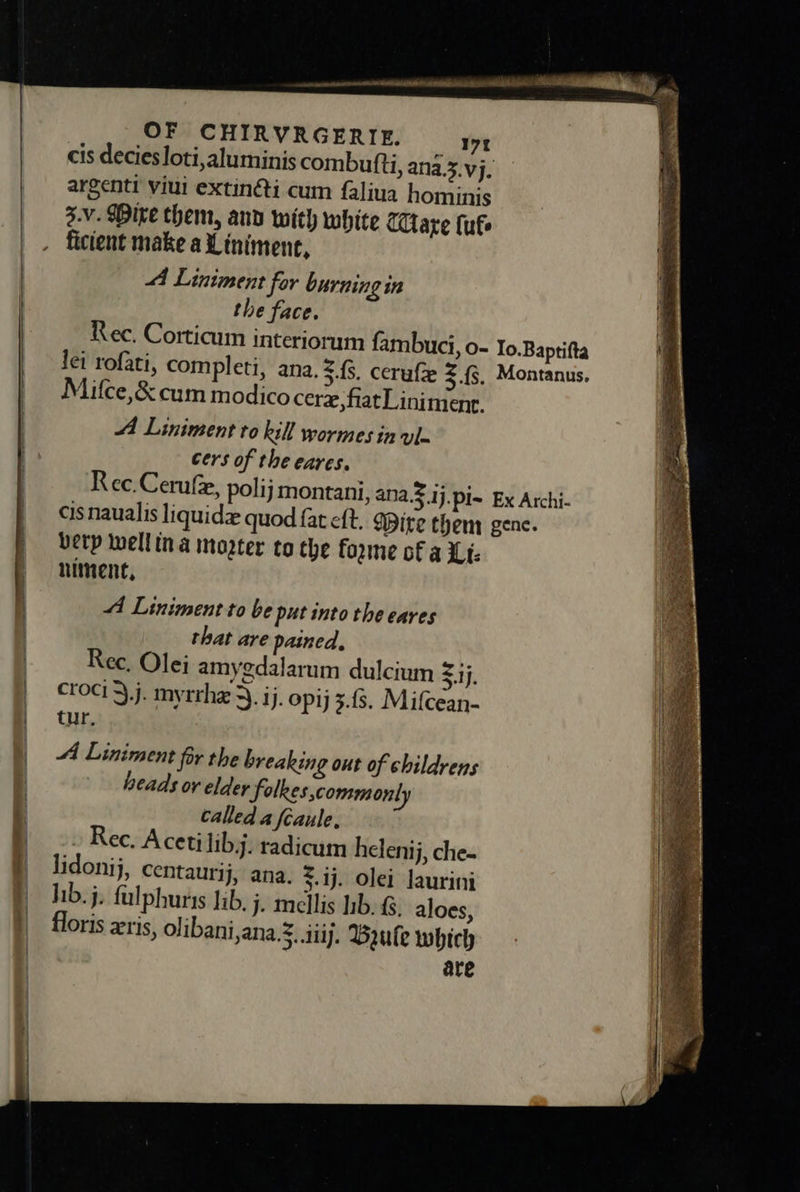 OF CHIRVRGERIE. 171
cis deciesloti, aluminis combuſti, anā.ʒ.vj.
argenti viui extincti cum ſaliua hominis
ʒ.v. Mixe them, and with white Waxe ſuf-
ficient make a Liniment,
A Liniment for burning in
the face.
Rec. Corticum interiorum ſambuci, o-
lei roſati, completi, ana. ℥.ſs. ceruſæ ℥.ſs.
Io.Baptiſta
Montanus.
Miſce, & cum modico ceræ, fiat Liniment.
A Liniment to kill wormes in vl-
cers of the eares.
Rec. Ceruſæ, polij montani, ana ℥.ij. pi-
cis naualis liquidæ quod ſat eſt. Mixe them
Ex Archi-
gene.
very well in a morter to the forme of a Li-
niment,
A Liniment to be put into the eares
that are pained.
Rec. Olei amygdalarum dulcium ℥.ij.
croci ℈.j. myrrhæ ℈.ij. opij ʒ.ſs. Miſcean-
tur.
A Liniment for the breaking out of childrens
heads or elder folkes, commonly
called a ſcaule.
Rec. Aceti lib.j. radicum helenij, che-
lidonij, centaurij, ana. ℥.ij. olei laurini
lib.j. ſulphuris lib.j. mellis lib.ſs. aloes,
floris æris, olibani, ana.℥.iiij. Bruſe which
are